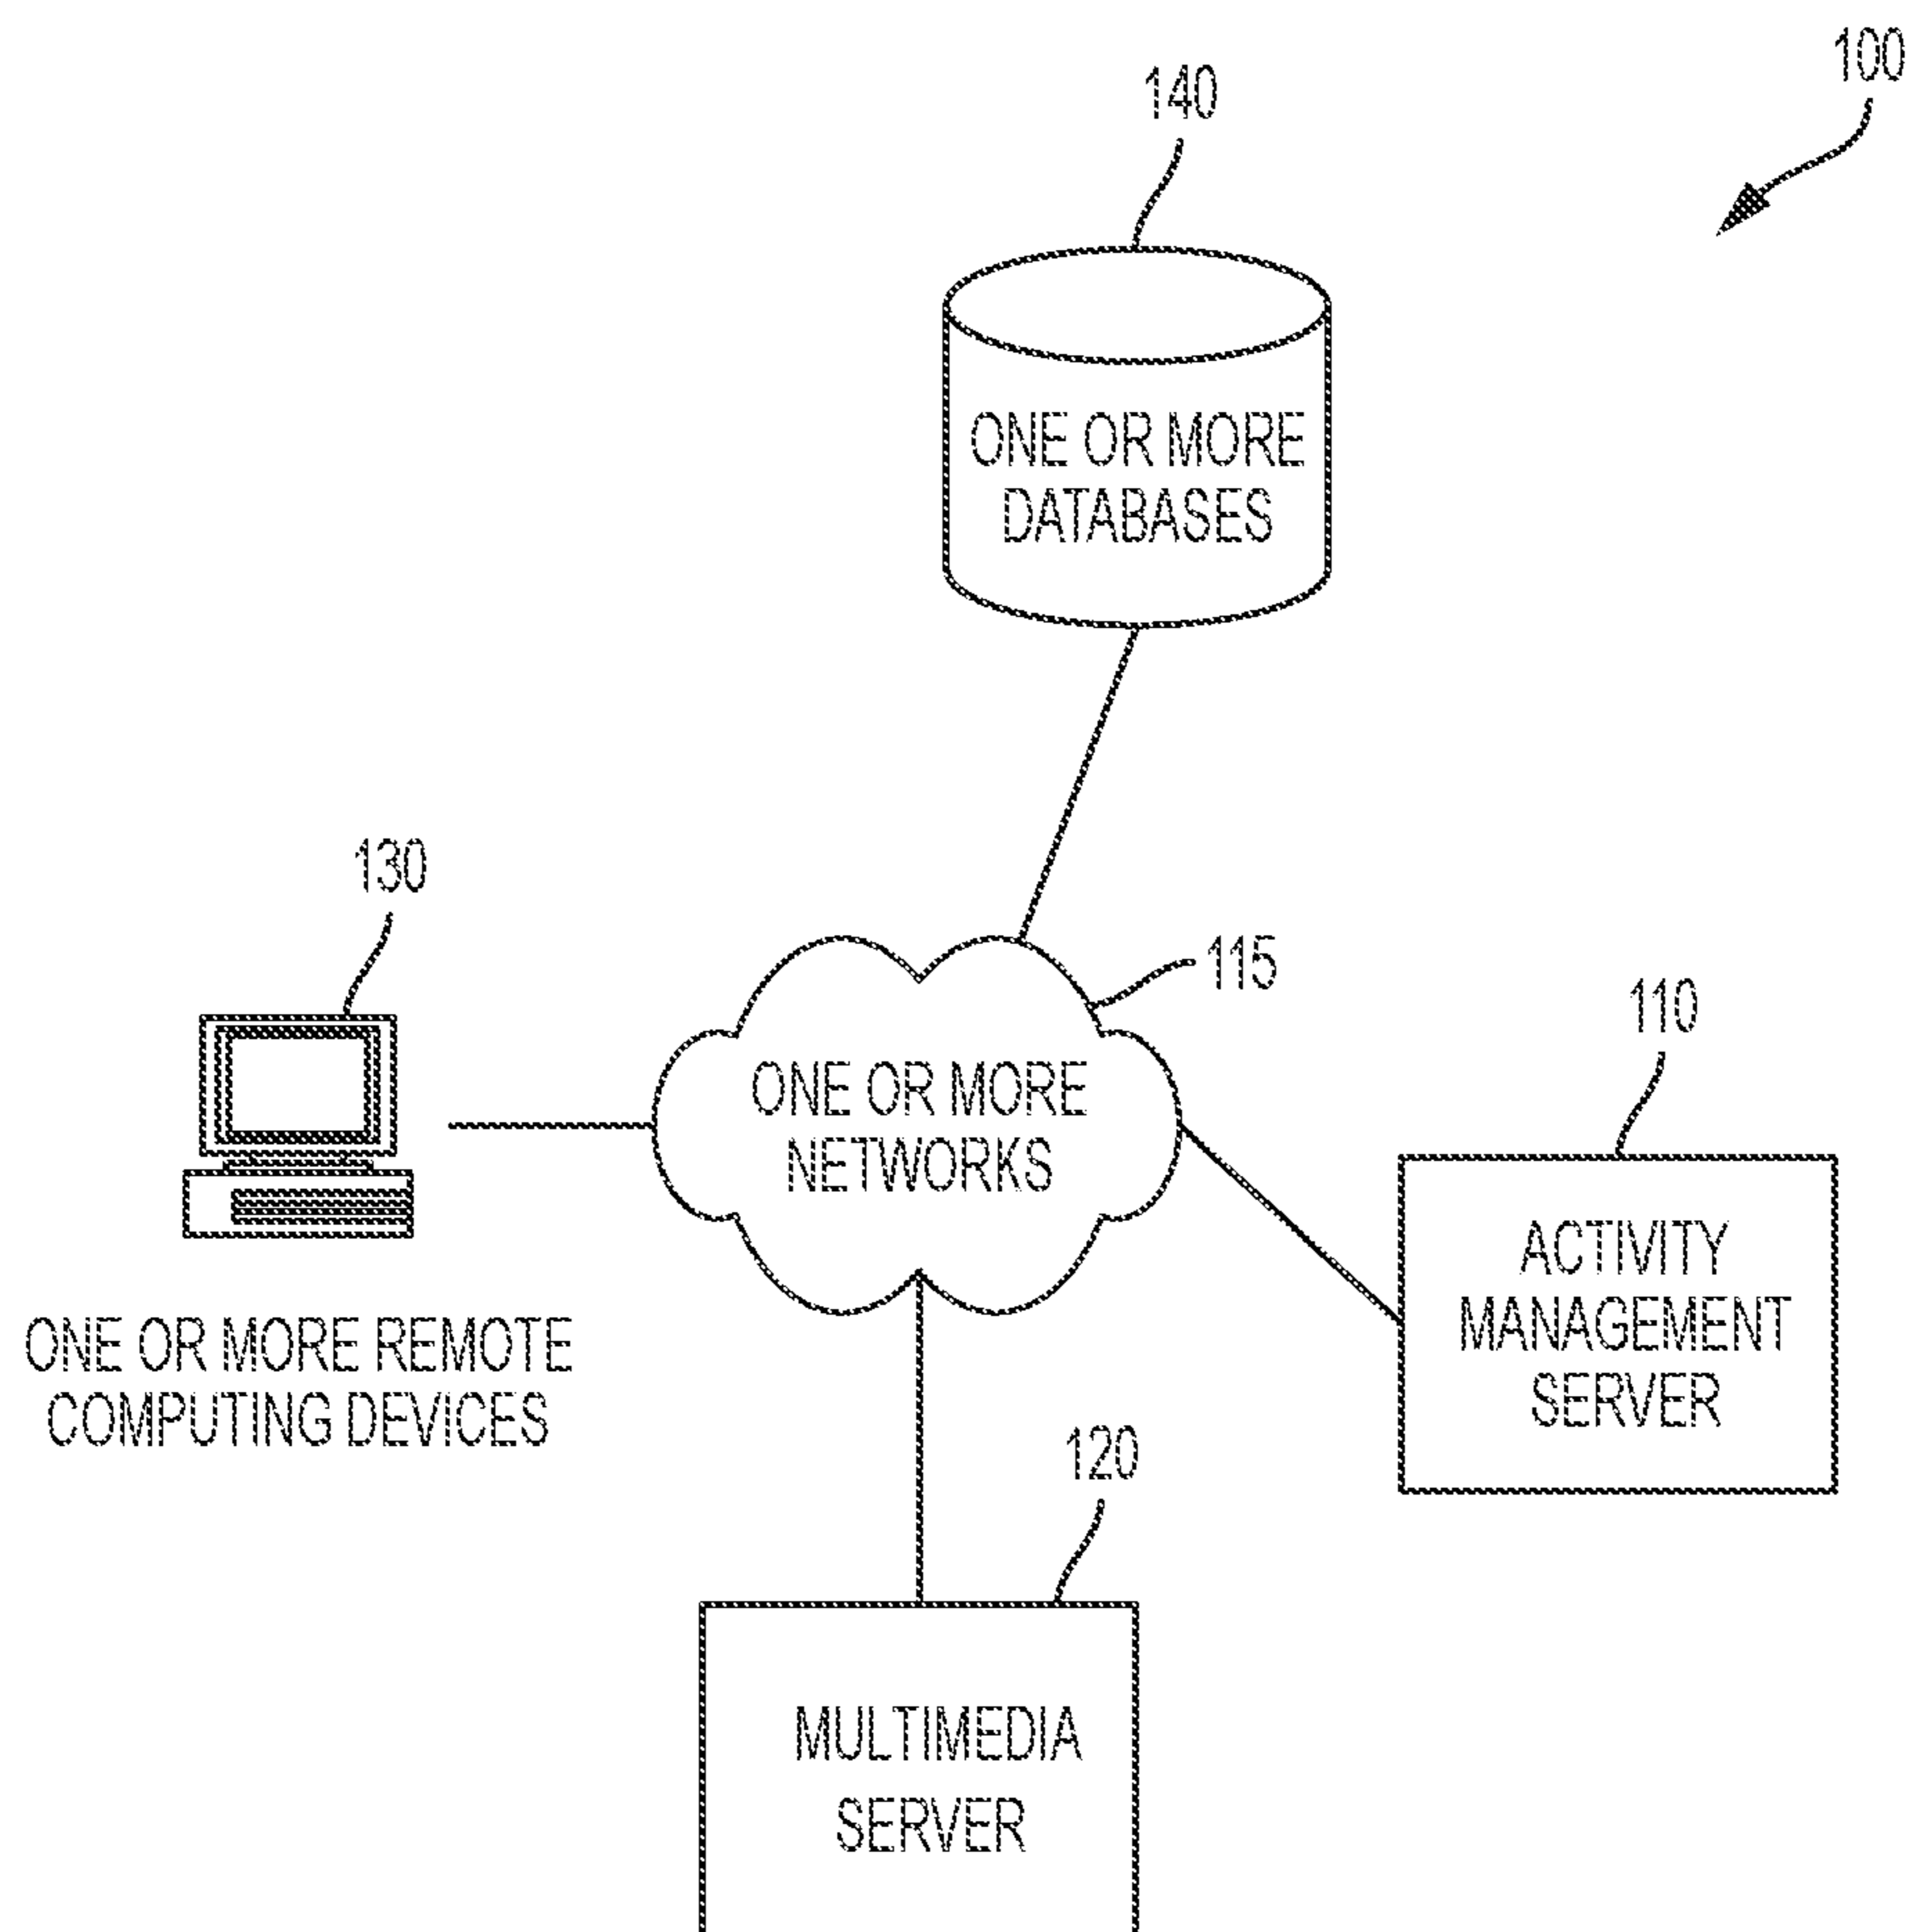 100
140
ONE OR MORE
DATABASES
130
115
110
ONE OR MORE
NETWORKS
ACTIVITY
MANAGEMENT
SERVER
ONE OR MORE REMOTE
COMPUTING DEVICES
120
MULTIMEDIA
SERVER